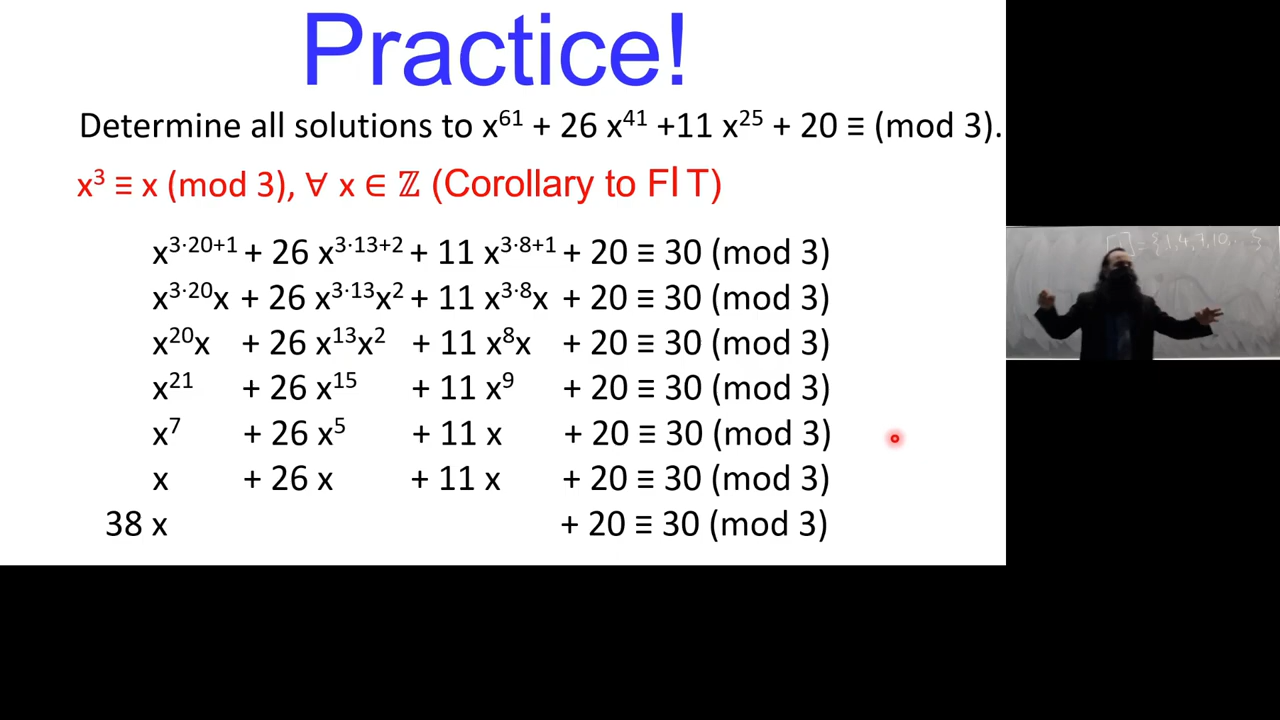 Practice!
Determine all solutions to x⁶¹ + 26 x⁴¹ +11 x²⁵ + 20 ≡ (mod 3).
x³ ≡ x (mod 3), ∀ x ∈ ℤ (Corollary to FlT)
x³·²⁰⁺¹ + 26 x³·¹³⁺² + 11 x³·⁸⁺¹ + 20 ≡ 30 (mod 3)
x³·²⁰x + 26 x³·¹³x² + 11 x³·⁸x + 20 ≡ 30 (mod 3)
x²⁰x + 26 x¹³x² + 11 x⁸x + 20 ≡ 30 (mod 3)
x²¹ + 26 x¹⁵ + 11 x⁹ + 20 ≡ 30 (mod 3)
x⁷ + 26 x⁵ + 11 x + 20 ≡ 30 (mod 3)
x + 26 x + 11 x + 20 ≡ 30 (mod 3)
38 x + 20 ≡ 30 (mod 3)